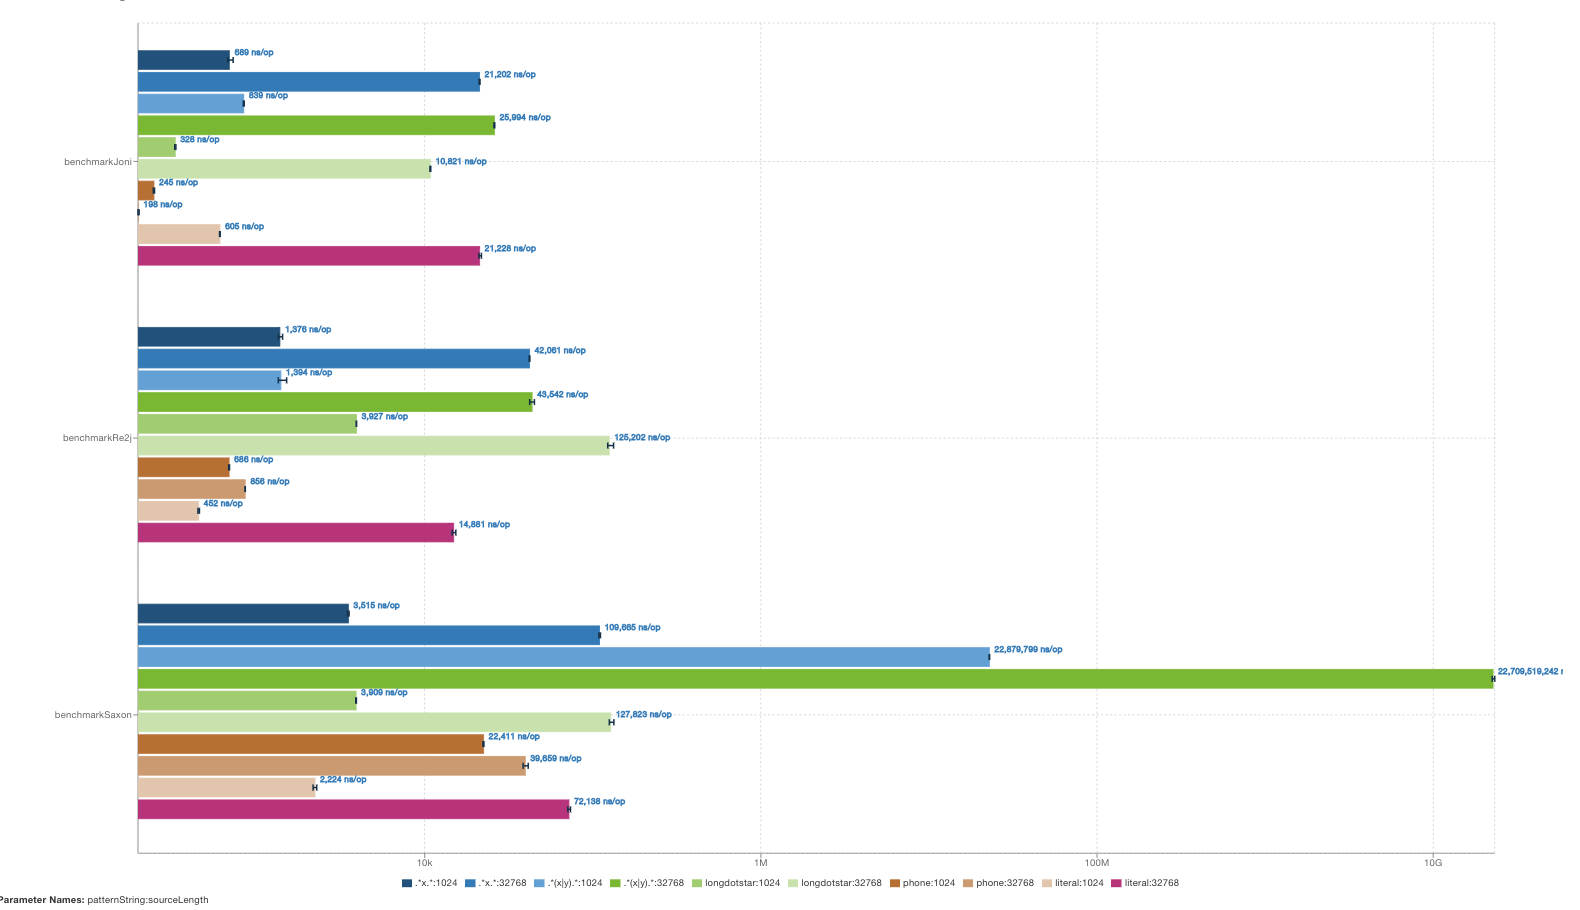 689 ns/op
21,202 ns/op
839 ns/op
25,994 ns/op
328 ns/op
benchmarkJoni
10,821 ns/op
245 ns/op
198 ns/op
605 ns/op
21,228 ns/op
1,376 ns/op
42,061 ns/op
1,394 ns/op
43,542 ns/op
3,927 ns/op
benchmarkRe2j
125,202 ns/op
686 ns/op
856 ns/op
452 ns/op
14,881 ns/op
3,515 ns/op
109,665 ns/op
22,879,799 ns/op
22,709,519,242
3,909 ns/op
benchmarkSaxon
127,823 ns/op
22,411 ns/op
39,659 ns/op
2,224 ns/op
72,138 ns/op
10k 1M 100M 10G
.*x.*:1024 .*x.*:32768 .*(x|y).*:1024 .*(x|y).*:32768 longdotstar:1024 longdotstar:32768 phone:1024 phone:32768 literal:1024 literal:32768
Parameter Names: patternString:sourceLength